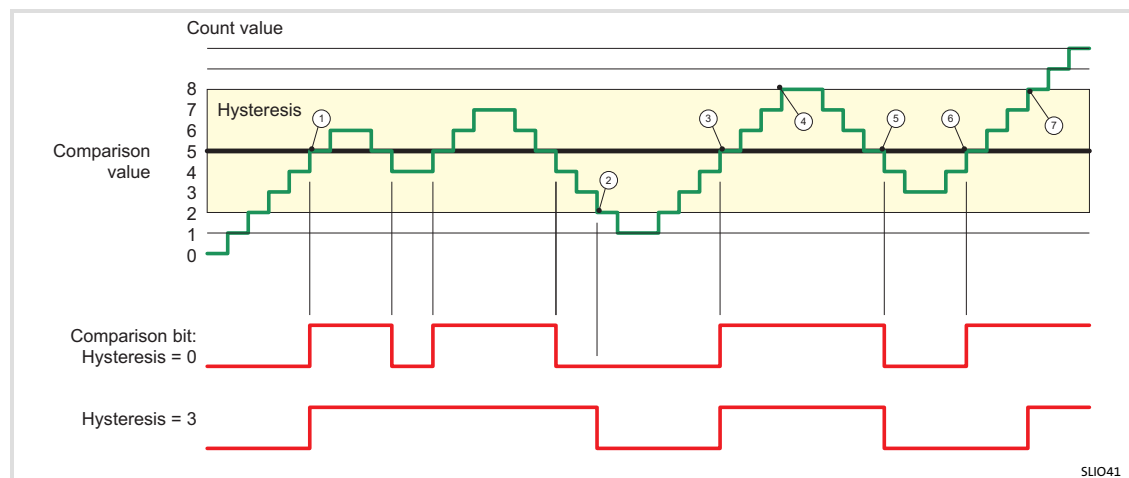 Count value
8
Hysteresis
7
1
3
4
6
5
6
7
Comparison
value
5
4
3
2
2
1
0
Comparison bit:
Hysteresis = 0
Hysteresis = 3
SLIO41